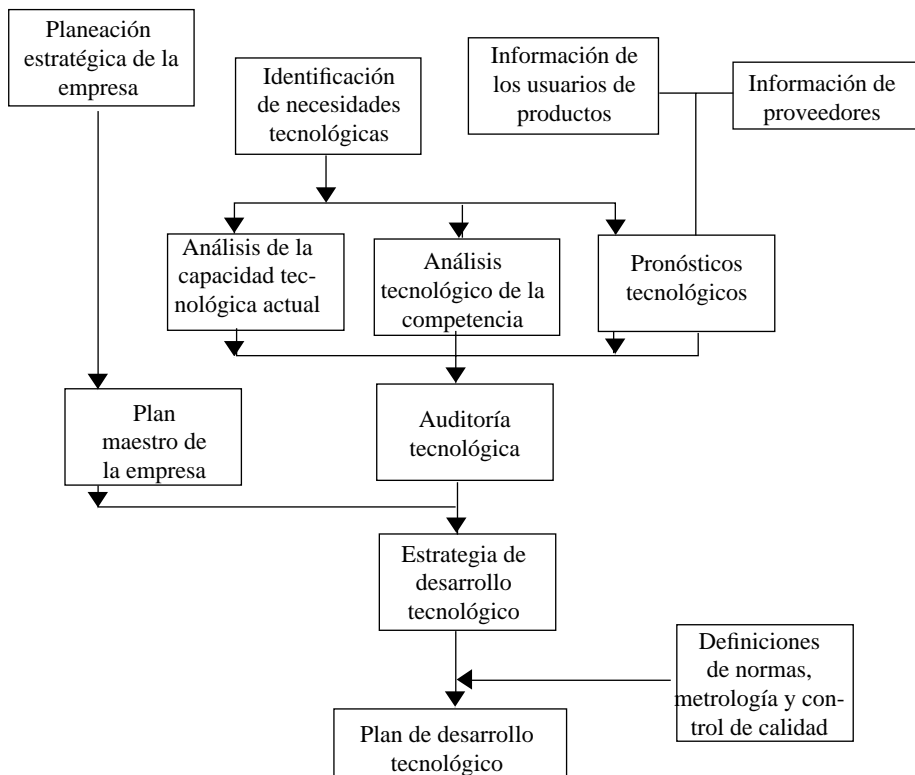 Planeación
estratégica de la
empresa
Identificación
de necesidades
tecnológicas
Información de
los usuarios de
productos
Información de
proveedores
Análisis de la
capacidad tec-
nológica actual
Análisis
tecnológico de la
competencia
Pronósticos
tecnológicos
Plan
maestro de
la empresa
Auditoría
tecnológica
Estrategia de
desarrollo
tecnológico
Definiciones
de normas,
metrología y con-
trol de calidad
Plan de desarrollo
tecnológico